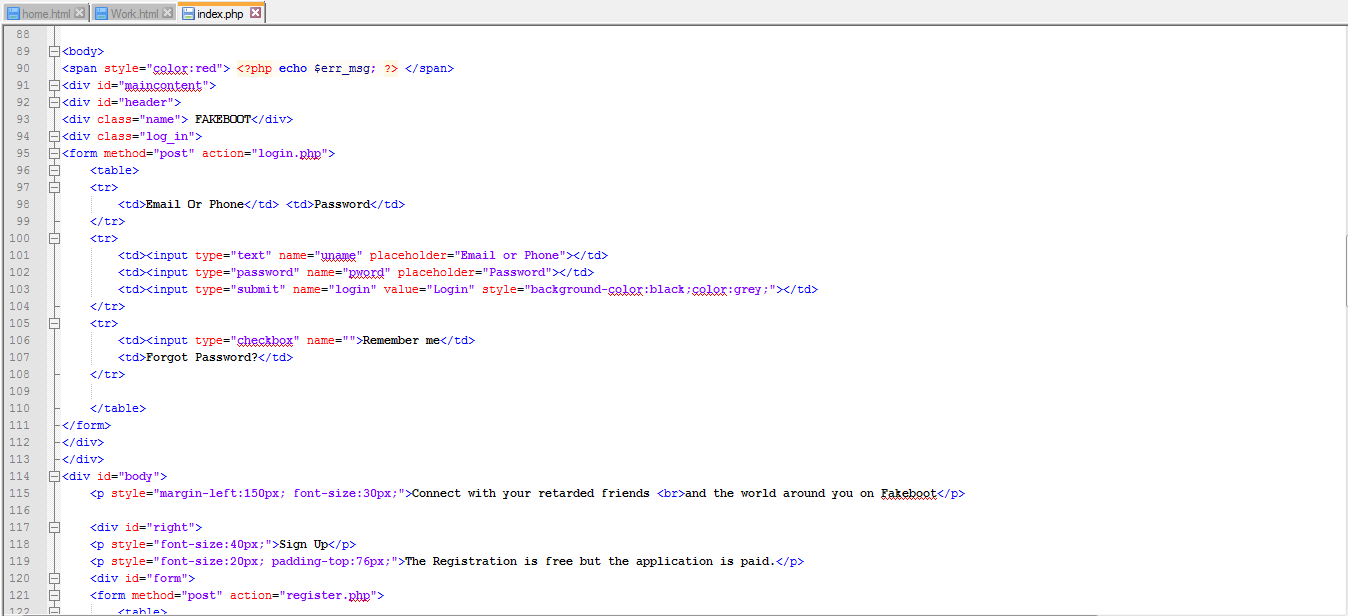 home.html Work.html index.php
88
89 <body>
90 <span style="color:red"> <?php echo $err_msg; ?> </span>
91 <div id="maincontent">
92 <div id="header">
93 <div class="name"> FAKEBOOT</div>
94 <div class="log_in">
95 <form method="post" action="login.php">
96 <table>
97 <tr>
98 <td>Email Or Phone</td> <td>Password</td>
99 </tr>
100 <tr>
101 <td><input type="text" name="uname" placeholder="Email or Phone"></td>
102 <td><input type="password" name="pword" placeholder="Password"></td>
103 <td><input type="submit" name="login" value="Login" style="background-color:black;color:grey;"></td>
104 </tr>
105 <tr>
106 <td><input type="checkbox" name="">Remember me</td>
107 <td>Forgot Password?</td>
108 </tr>
109
110 </table>
111 </form>
112 </div>
113 </div>
114 <div id="body">
115 <p style="margin-left:150px; font-size:30px;">Connect with your retarded friends <br>and the world around you on Fakeboot</p>
116
117 <div id="right">
118 <p style="font-size:40px;">Sign Up</p>
119 <p style="font-size:20px; padding-top:76px;">The Registration is free but the application is paid.</p>
120 <div id="form">
121 <form method="post" action="register.php">
122 <table>